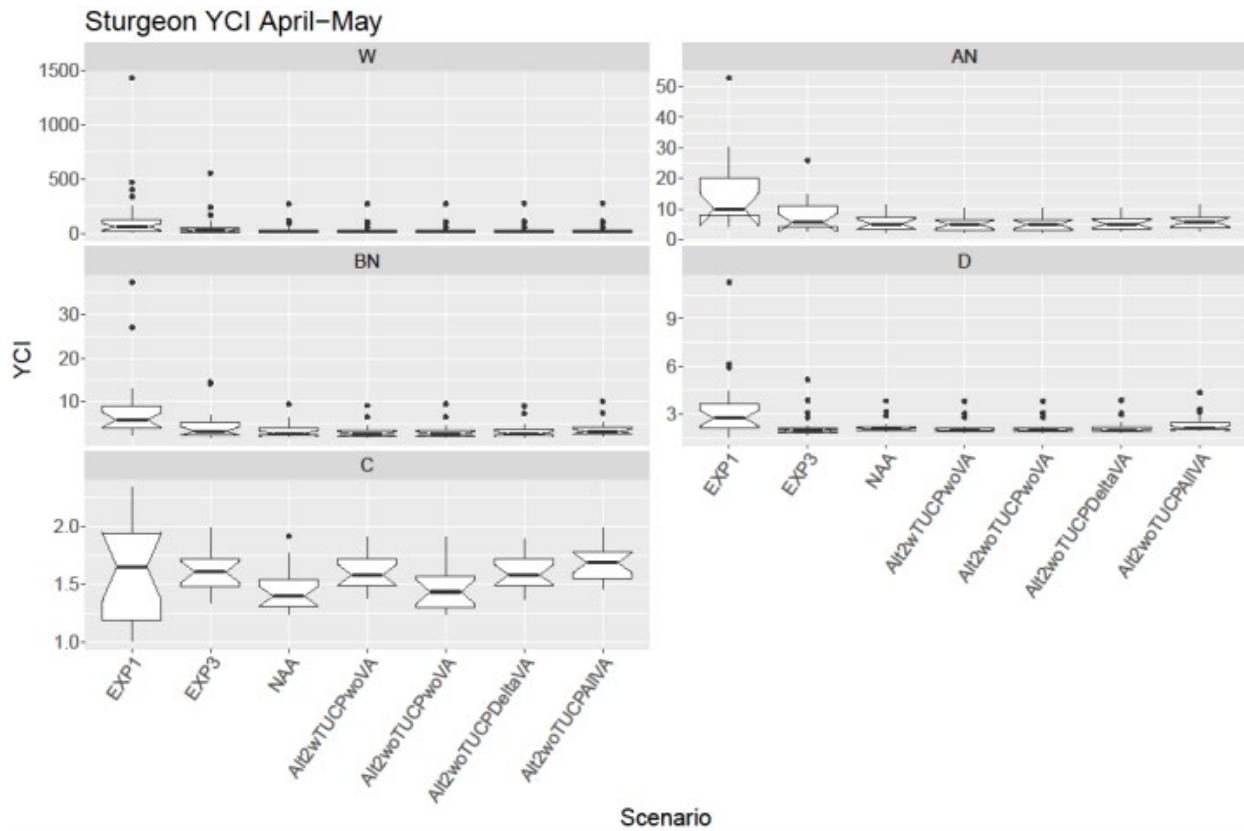 Sturgeon YCI April−May
W
1500
1000
500
0
AN
50
40
30
20
10
0
BN
30
20
10
D
9
6
3
C
2.0
1.5
1.0
YCI
EXP1
EXP3
NAA
Alt2wTUCPwoVA
Alt2woTUCPwoVA
Alt2woTUCPDeltaVA
Alt2woTUCPAllVA
EXP1
EXP3
NAA
Alt2wTUCPwoVA
Alt2woTUCPwoVA
Alt2woTUCPDeltaVA
Alt2woTUCPAllVA
Scenario